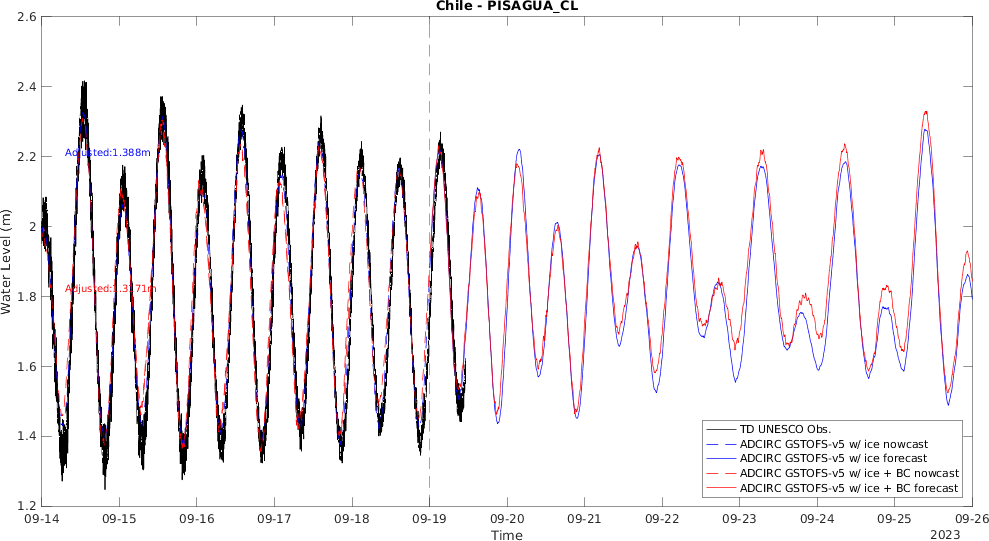 Chile - PISAGUA_CL
2.6
2.4
2.2
2
1.8
1.6
1.4
1.2
Water Level (m)
Adjusted:1.388m
Adjusted:1.3771m
TD UNESCO Obs.
ADCIRC GSTOFS-v5 w/ ice nowcast
ADCIRC GSTOFS-v5 w/ ice forecast
ADCIRC GSTOFS-v5 w/ ice + BC nowcast
ADCIRC GSTOFS-v5 w/ ice + BC forecast
09-14 09-15 09-16 09-17 09-18 09-19 09-20 09-21 09-22 09-23 09-24 09-25 09-26
Time
2023